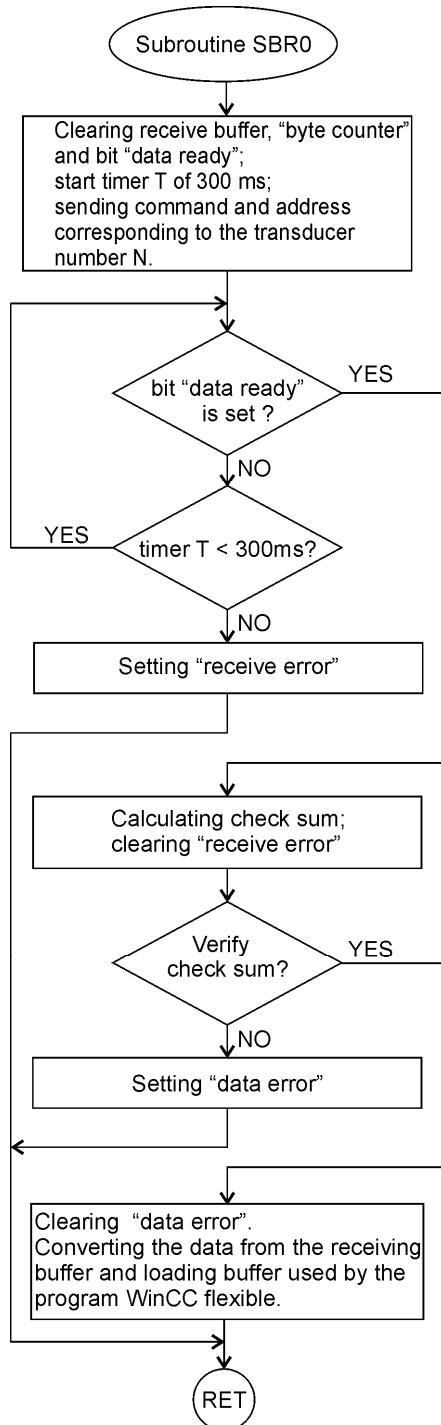 Subroutine SBR0
Clearing receive buffer, “byte counter”
and bit “data ready”;
start timer T of 300 ms;
sending command and address
corresponding to the transducer
number N.
bit “data ready”
is set ?
YES
NO
timer T < 300ms?
YES
NO
Setting “receive error”
Calculating check sum;
clearing “receive error”
Verify
check sum?
YES
NO
Setting “data error”
Clearing “data error”.
Converting the data from the receiving
buffer and loading buffer used by the
program WinCC flexible.
RET